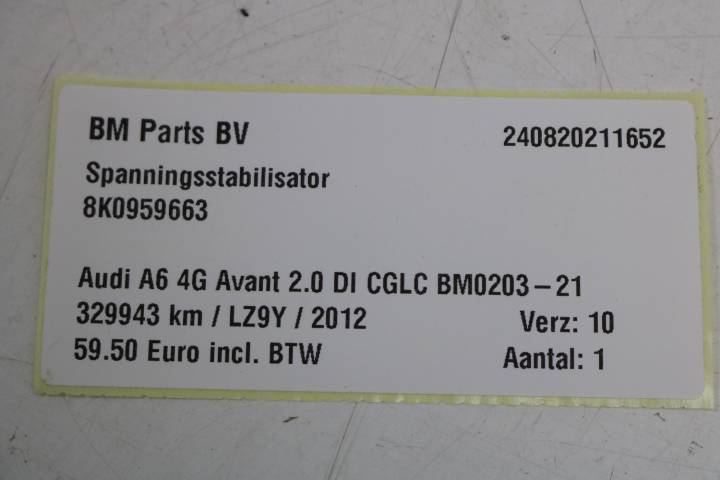 BM Parts BV 240820211652
Spanningsstabilisator
8K0959663
Audi A6 4G Avant 2.0 DI CGLC BM0203-21
329943 km / LZ9Y / 2012 Verz: 10
59.50 Euro incl. BTW Aantal: 1